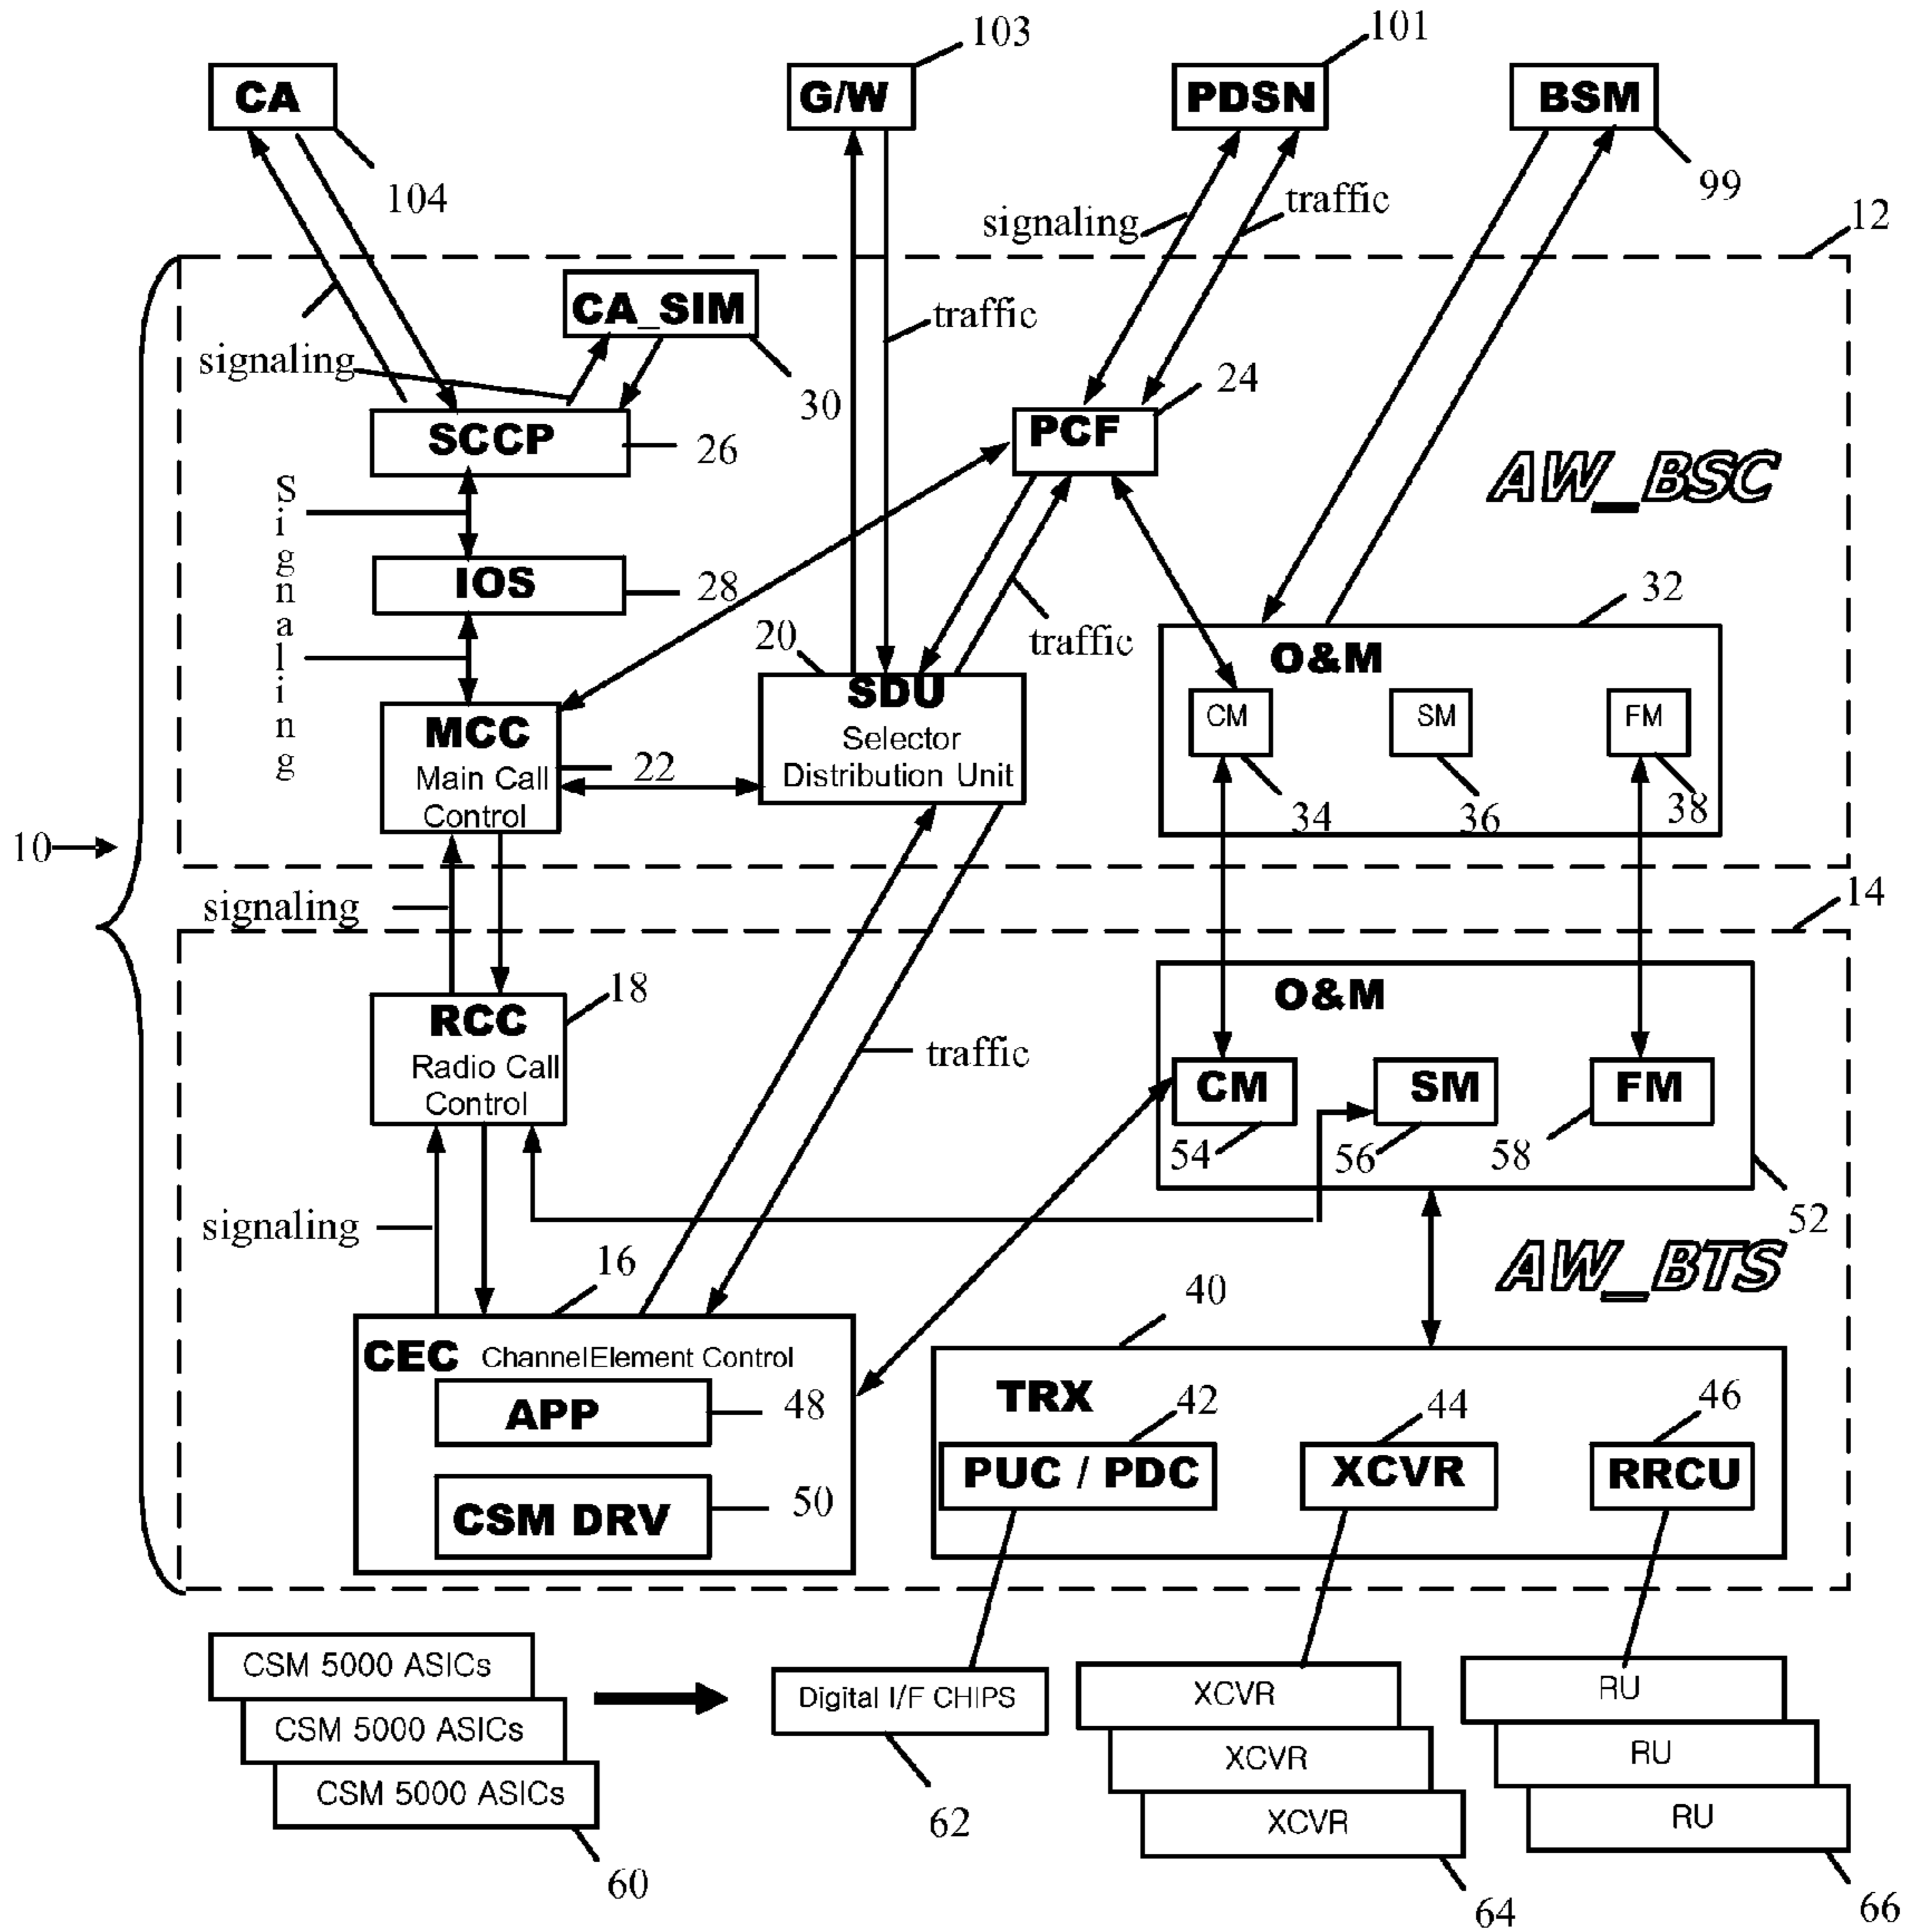 103
101
CA
G/W
PDSN
BSM
104
99
signaling
traffic
12
CA_SIM
traffic
signaling
30
24
SCCP
26
PCF
AW_BSC
Signaling
IOS
28
32
20
traffic
O&M
SDU
Selector
Distribution Unit
CM
SM
FM
MCC
Main Call
Control
22
34
36
38
10
signaling
14
18
RCC
Radio Call
Control
O&M
traffic
CM
SM
FM
54
56
58
signaling
52
16
AW_BTS
40
CEC ChannelElement Control
APP
48
TRX
42
44
46
PUC / PDC
XCVR
RRCU
CSM DRV
50
CSM 5000 ASICs
CSM 5000 ASICs
CSM 5000 ASICs
60
Digital I/F CHIPS
62
XCVR
XCVR
XCVR
64
RU
RU
RU
66